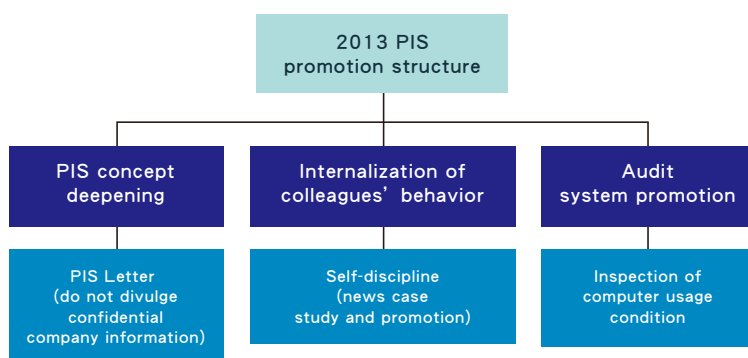 2013 PIS
promotion structure
PIS concept
deepening
Internalization of
colleagues’ behavior
Audit
system promotion
PIS Letter
(do not divulge
confidential
company information)
Self-discipline
(news case
study and promotion)
Inspection of
computer usage
condition